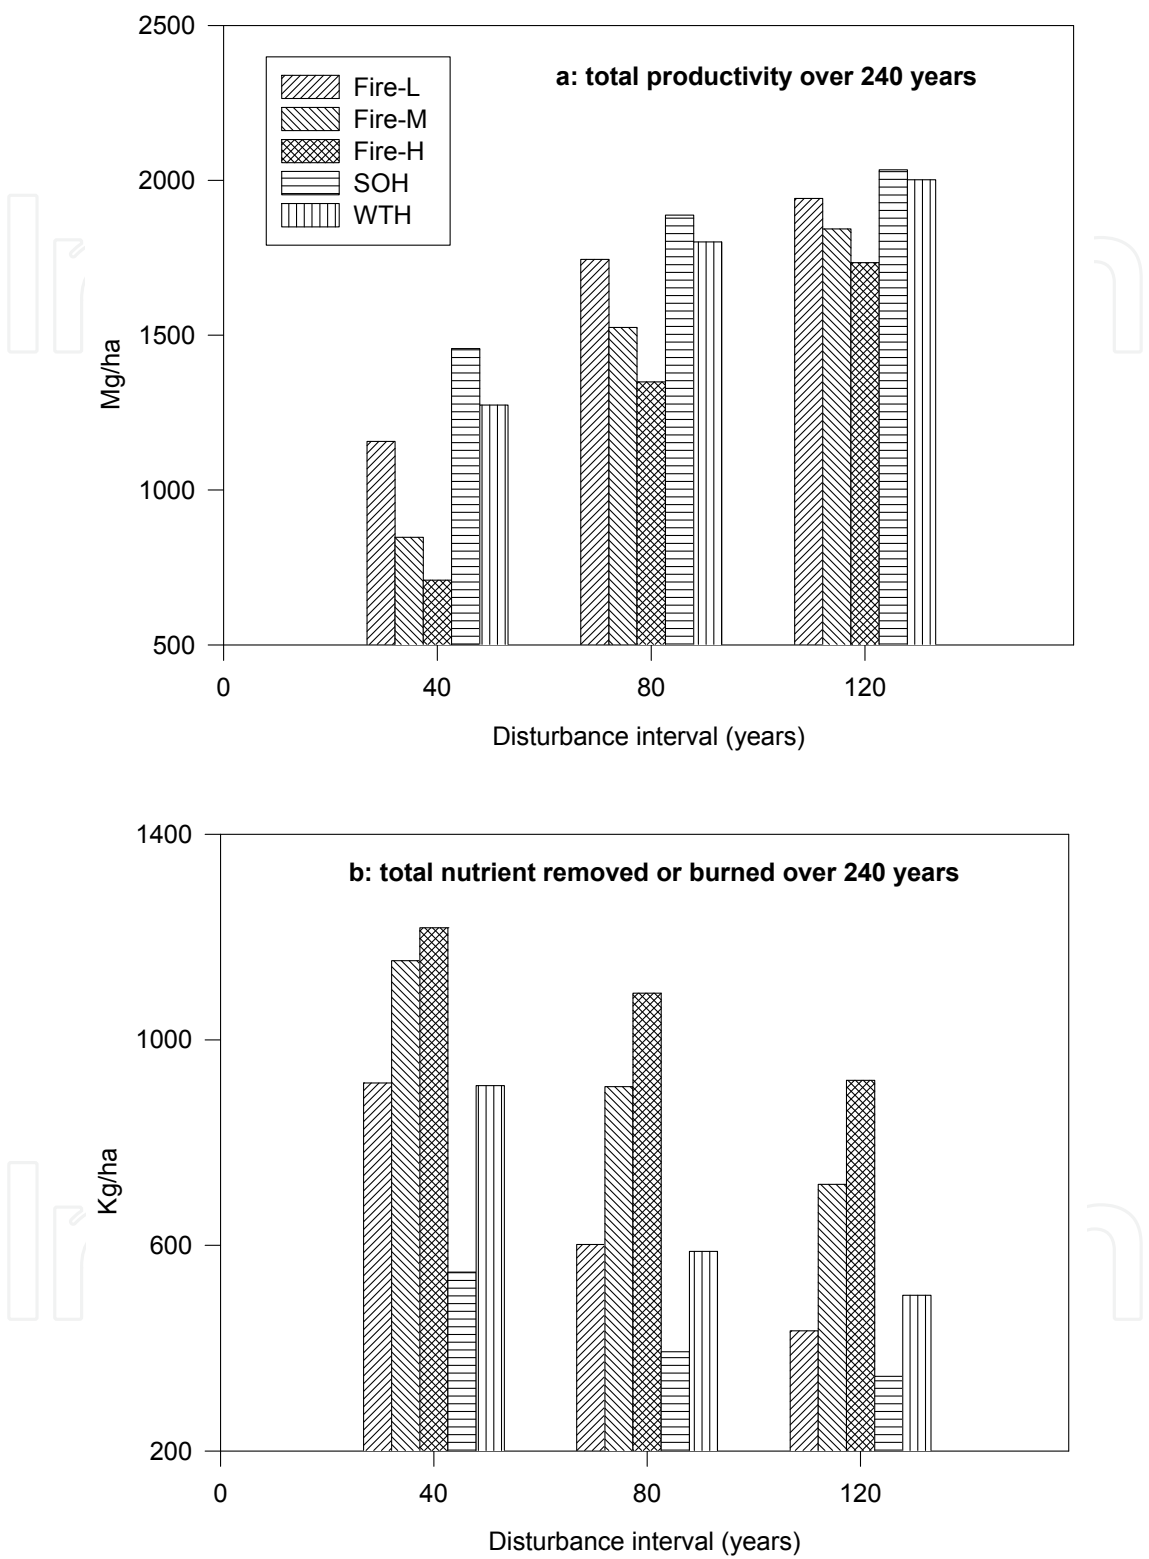 2500
a: total productivity over 240 years
Fire-L
Fire-M
Fire-H
SOH
WTH
2000
1500
1000
500
Mg/ha
0 40 80 120
Disturbance interval (years)
1400
b: total nutrient removed or burned over 240 years
1000
600
200
Kg/ha
0 40 80 120
Disturbance interval (years)